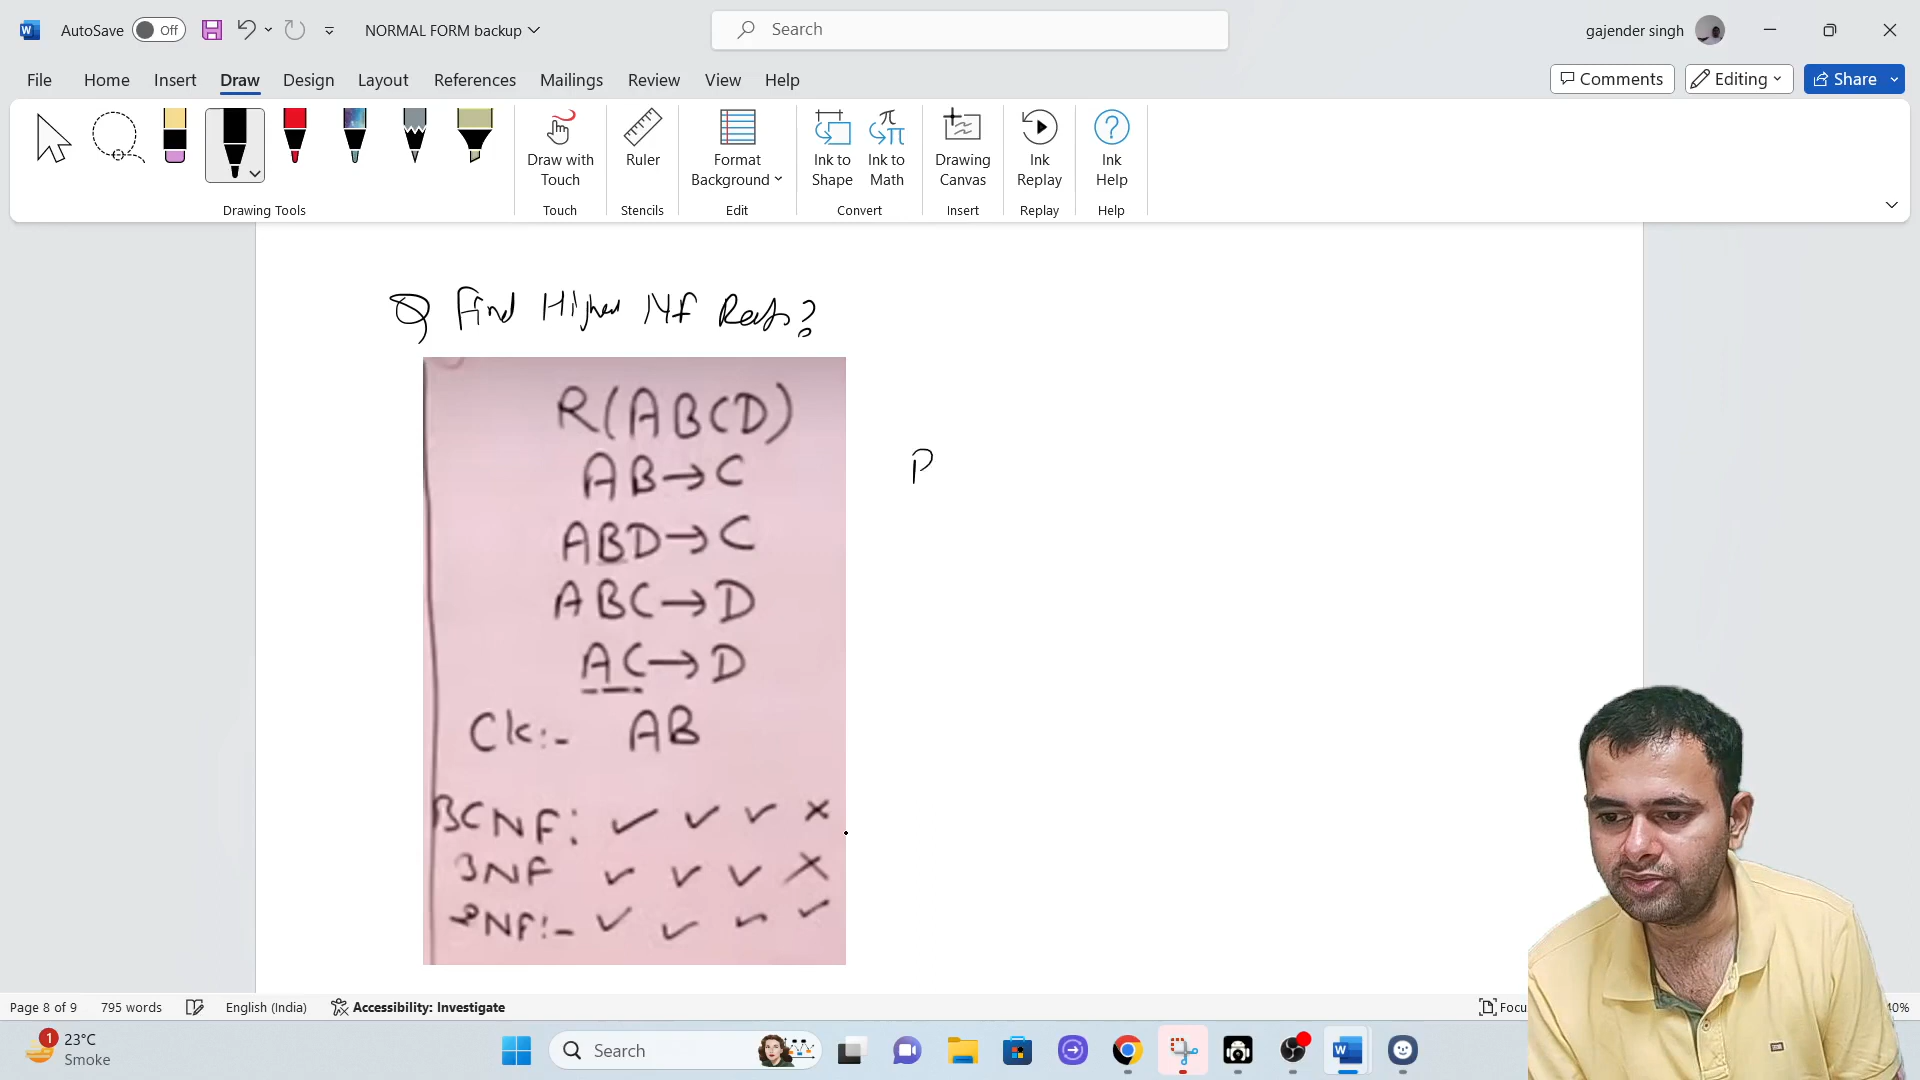 AutoSave Off NORMAL FORM backup Search gajender singh
File Home Insert Draw Design Layout References Mailings Review View Help Comments Editing Share
Draw with Touch Ruler Format Background Ink to Shape Ink to Math Drawing Canvas Ink Replay Ink Help
Drawing Tools Touch Stencils Edit Convert Insert Replay Help
Q Find Higher NF
R(ABCD)
AB→C
P
ABD→C
ABC→D
AC→D
Ck:- AB
BCNF: ✓ ✓ ✓ ×
3NF ✓ ✓ ✓ ×
2NF:- ✓ ✓ ✓ ✓
Page 8 of 9 795 words English (India) Accessibility: Investigate Focu 40%
1 23°C
Smoke
Search